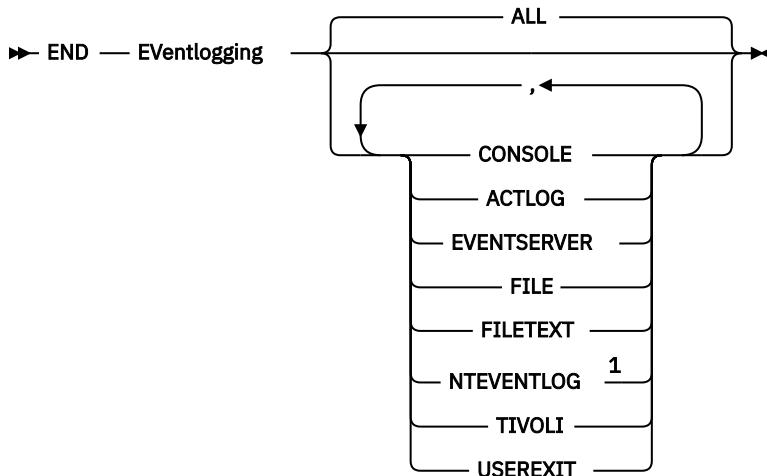 ALL
END EVentlogging
,
CONSOLE
ACTLOG
EVENTSERVER
FILE
FILETEXT
NTEVENTLOG 1
TIVOLI
USEREXIT